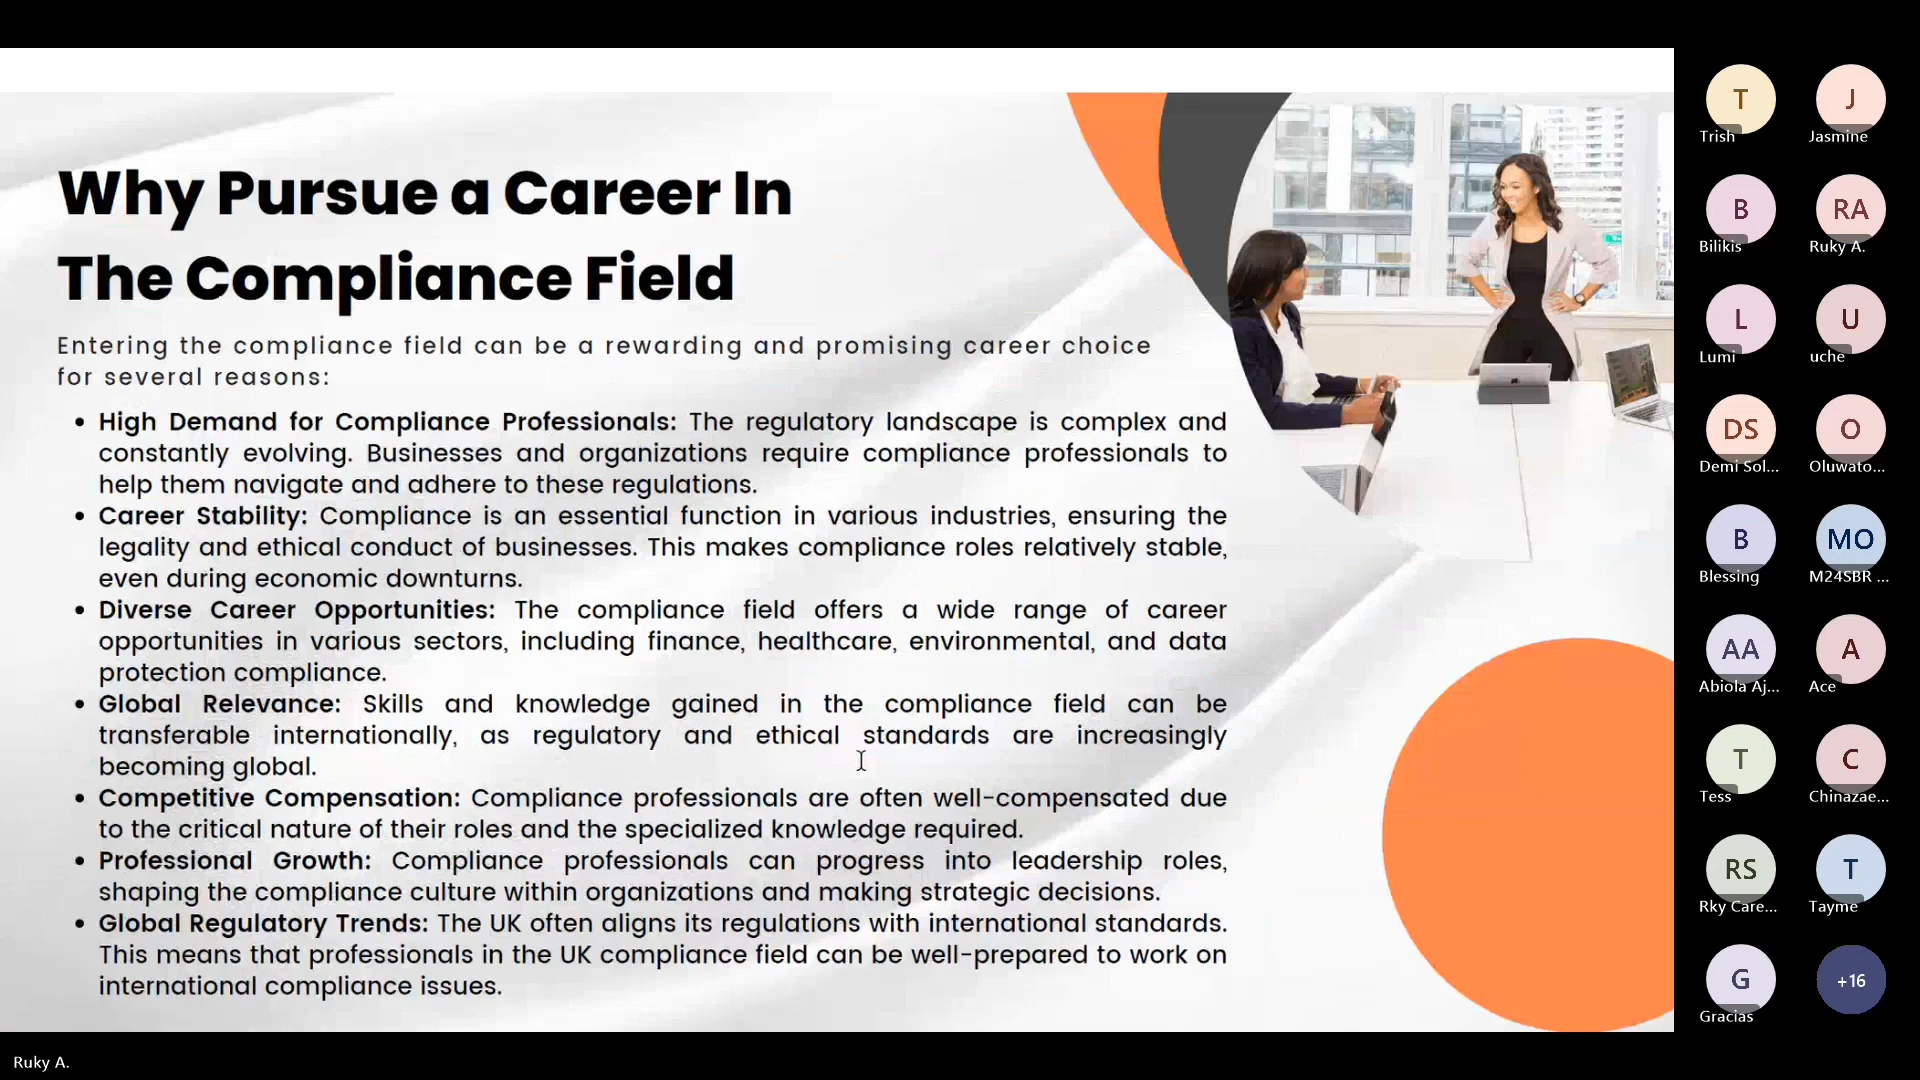 Why Pursue a Career In
The Compliance Field
Entering the compliance field can be a rewarding and promising career choice
for several reasons:
• High Demand for Compliance Professionals: The regulatory landscape is complex and
constantly evolving. Businesses and organizations require compliance professionals to
help them navigate and adhere to these regulations.
• Career Stability: Compliance is an essential function in various industries, ensuring the
legality and ethical conduct of businesses. This makes compliance roles relatively stable,
even during economic downturns.
• Diverse Career Opportunities: The compliance field offers a wide range of career
opportunities in various sectors, including finance, healthcare, environmental, and data
protection compliance.
• Global Relevance: Skills and knowledge gained in the compliance field can be
transferable internationally, as regulatory and ethical standards are increasingly
becoming global.
• Competitive Compensation: Compliance professionals are often well-compensated due
to the critical nature of their roles and the specialized knowledge required.
• Professional Growth: Compliance professionals can progress into leadership roles,
shaping the compliance culture within organizations and making strategic decisions.
• Global Regulatory Trends: The UK often aligns its regulations with international standards.
This means that professionals in the UK compliance field can be well-prepared to work on
international compliance issues.
T J
Trish Jasmine
B RA
Bilikis Ruky A.
L U
Lumi uche
DS O
Demi Sol... Oluwato...
B MO
Blessing M24SBR ...
AA A
Abiola Aj... Ace
T C
Tess Chinazae...
RS T
Rky Care... Tayme
G +16
Gracias
Ruky A.